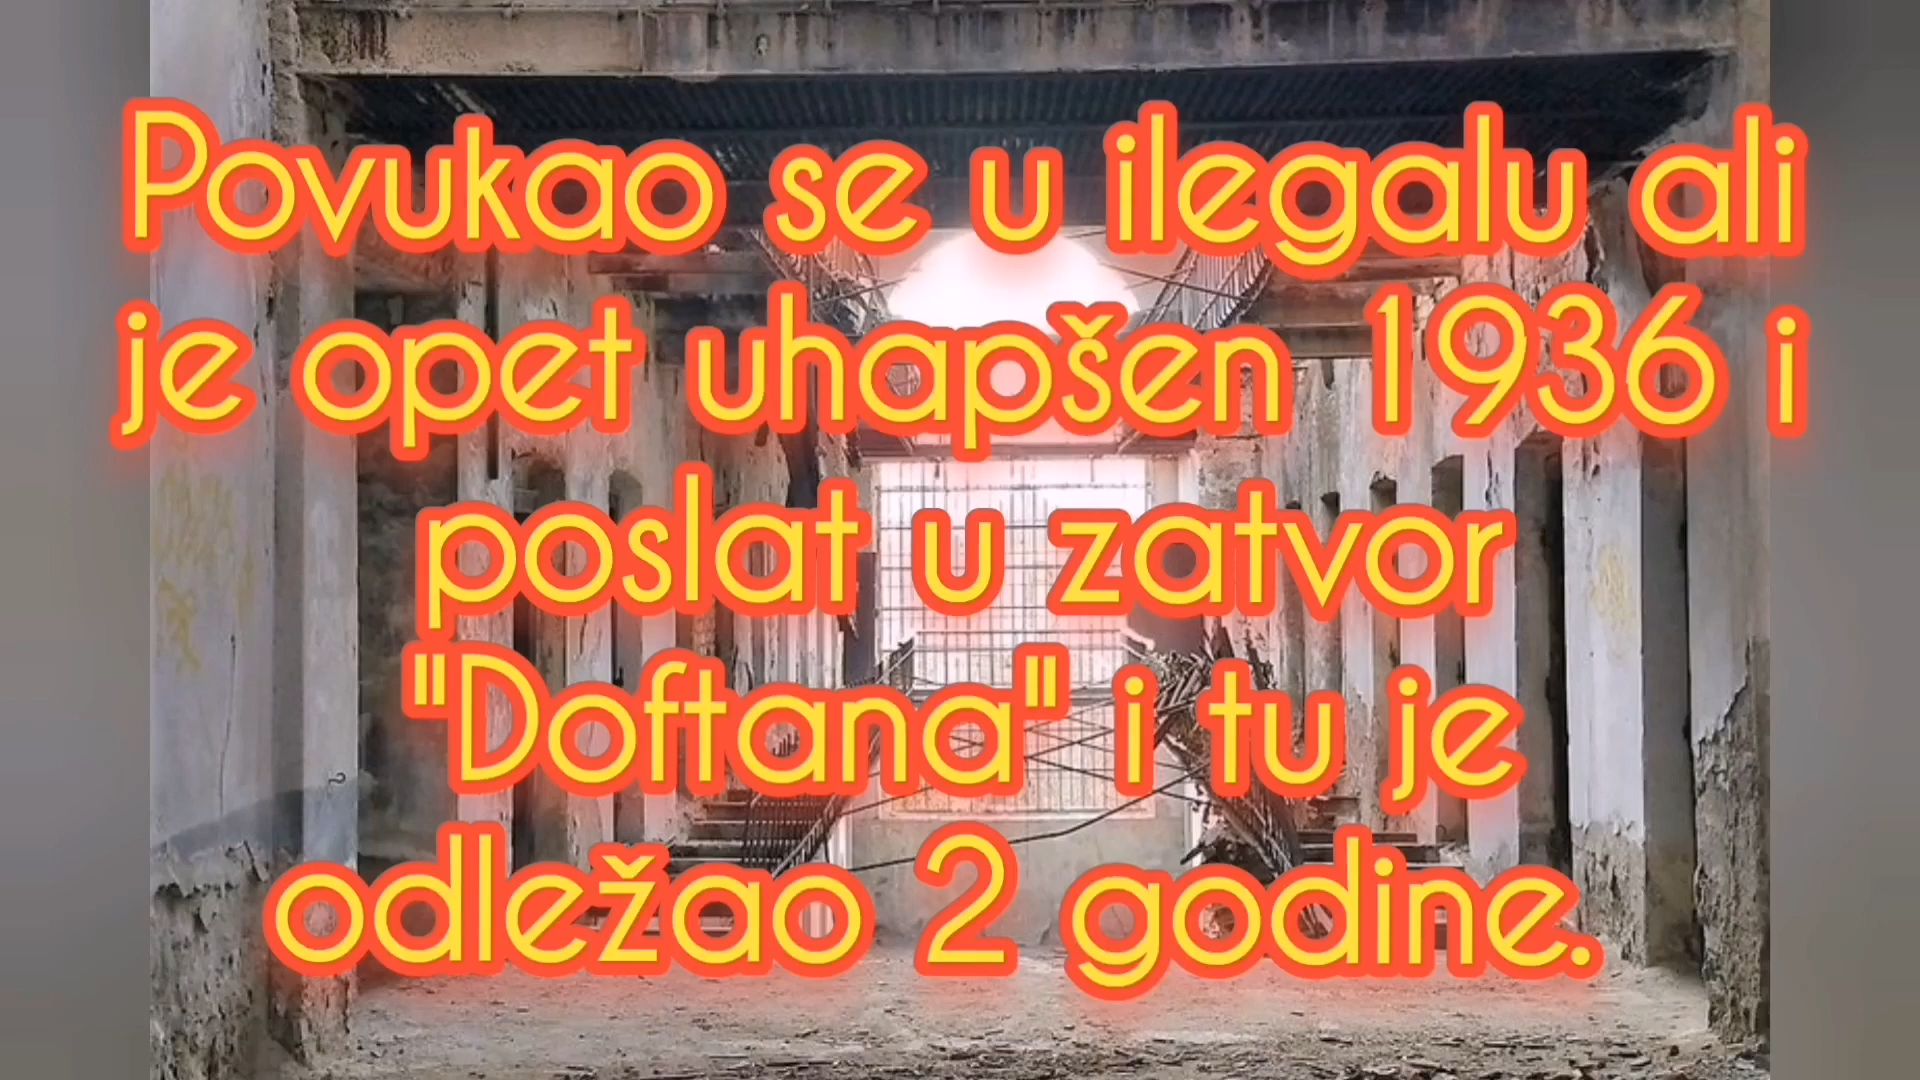 Povukao se u ilegalu ali
je opet uhapšen 1936 i
poslat u zatvor
"Doftana" i tu je
odležao 2 godine.